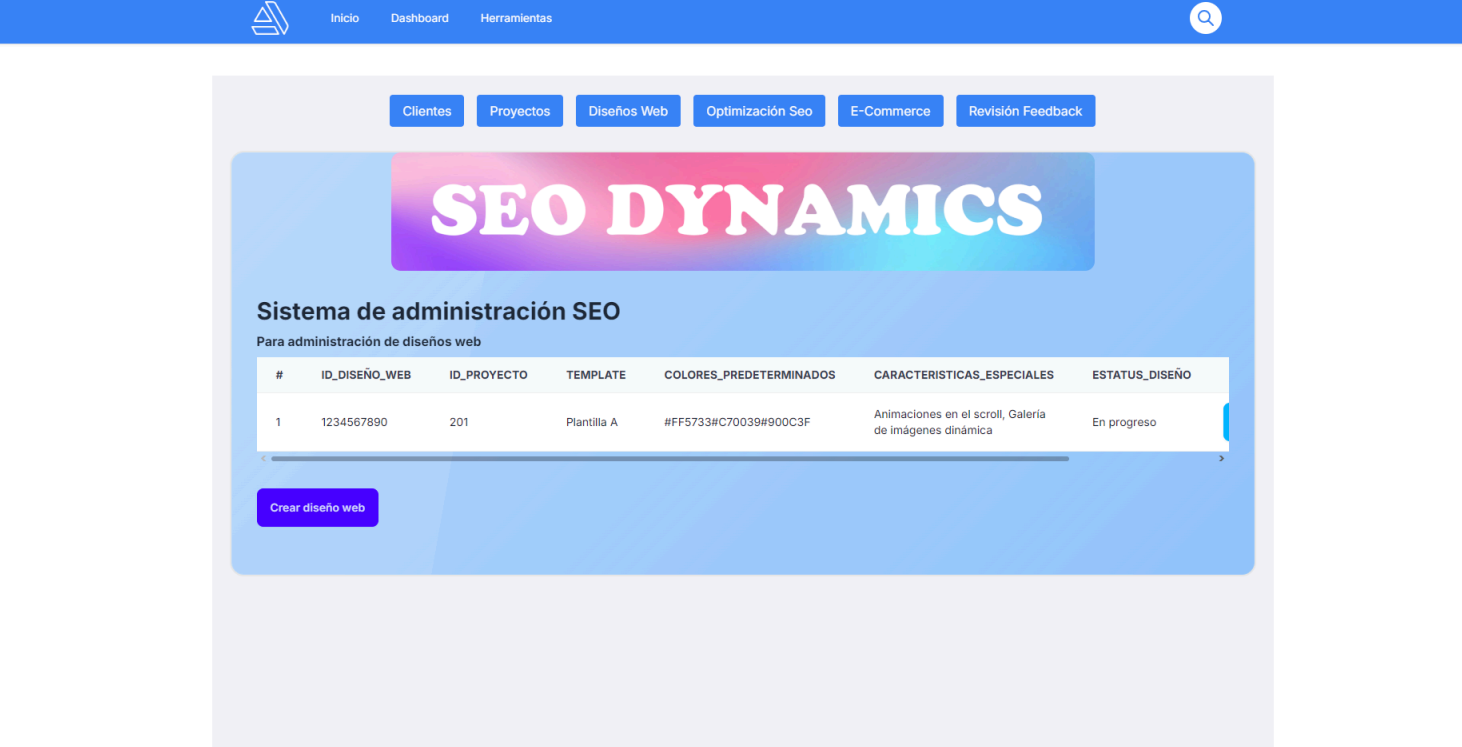 Inicio Dashboard Herramientas
Clientes Proyectos Diseños Web Optimización Seo E-Commerce Revisión Feedback
SEO DYNAMICS
Sistema de administración SEO
Para administración de diseños web
# ID_DISEÑO_WEB ID_PROYECTO TEMPLATE COLORES_PREDETERMINADOS CARACTERISTICAS_ESPECIALES ESTATUS_DISEÑO
1 1234567890 201 Plantilla A #FF5733#C70039#900C3F Animaciones en el scroll, Galería
de imágenes dinámica En progreso
Crear diseño web